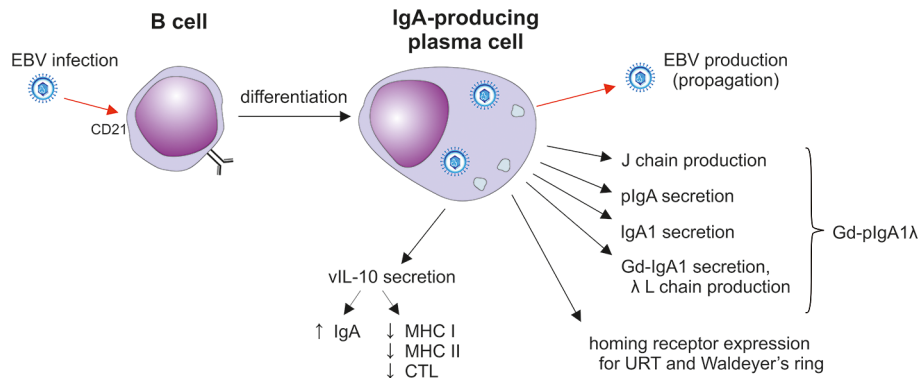 B cell
IgA-producing
plasma cell
EBV infection
CD21
differentiation
EBV production
(propagation)
J chain production
pIgA secretion
IgA1 secretion
Gd-IgA1 secretion,
λ L chain production
Gd-pIgA1λ
vIL-10 secretion
↑ IgA
↓ MHC I
↓ MHC II
↓ CTL
homing receptor expression
for URT and Waldeyer's ring